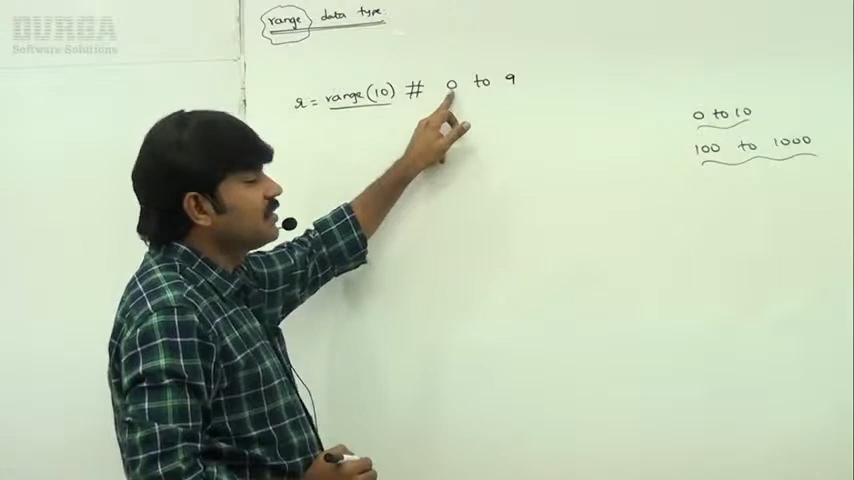 DURGA
Software Solutions
range data type
r = range(10) # 0 to 9
0 to 10
100 to 1000